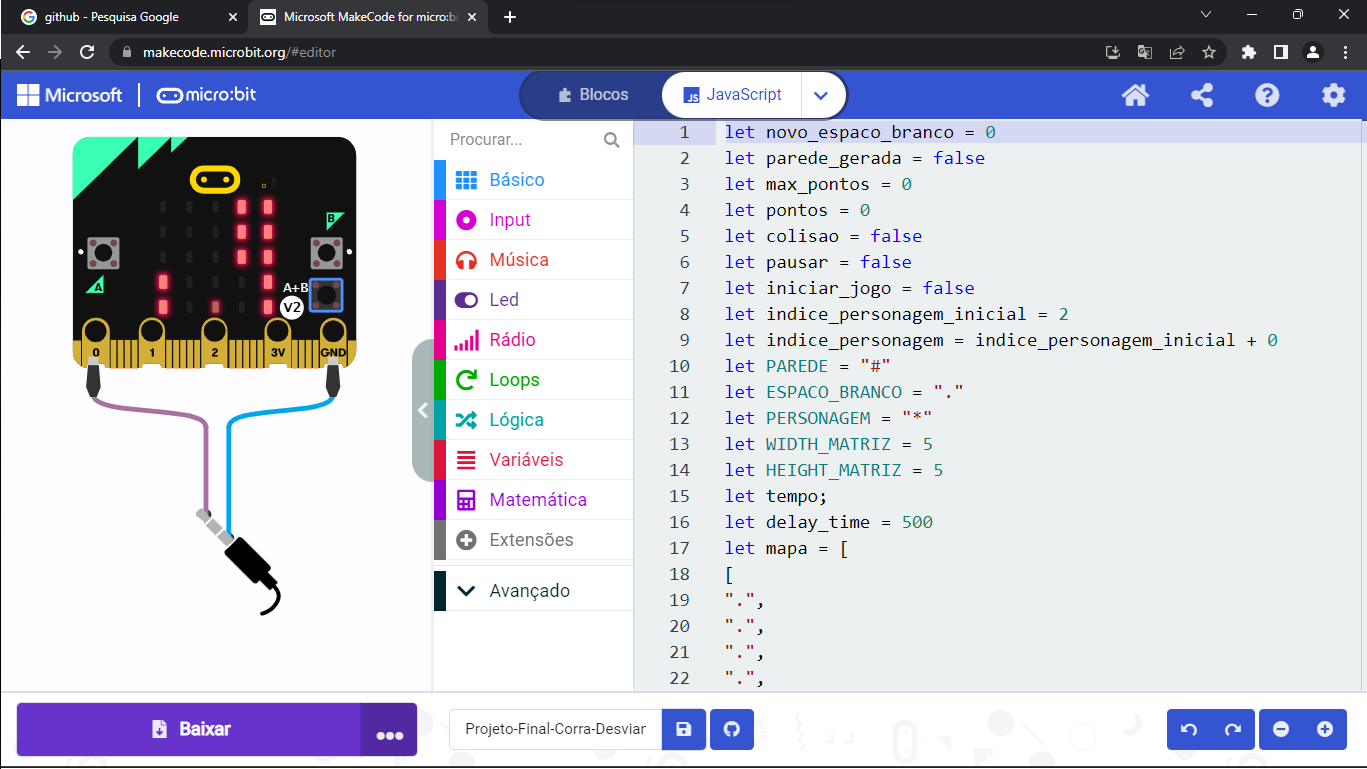 github - Pesquisa Google
Microsoft MakeCode for micro:bi
makecode.microbit.org/#editor
Microsoft
micro:bit
Blocos
JS JavaScript
B
A
A+B
V2
0 1 2 3V GND
Procurar...
Básico
Input
Música
Led
Rádio
Loops
Lógica
Variáveis
Matemática
Extensões
Avançado
1 let novo_espaco_branco = 0
2 let parede_gerada = false
3 let max_pontos = 0
4 let pontos = 0
5 let colisao = false
6 let pausar = false
7 let iniciar_jogo = false
8 let indice_personagem_inicial = 2
9 let indice_personagem = indice_personagem_inicial + 0
10 let PAREDE = "#"
11 let ESPACO_BRANCO = "."
12 let PERSONAGEM = "*"
13 let WIDTH_MATRIZ = 5
14 let HEIGHT_MATRIZ = 5
15 let tempo;
16 let delay_time = 500
17 let mapa = [
18 [
19 ".",
20 ".",
21 ".",
22 ".",
Baixar
Projeto-Final-Corra-Desviar